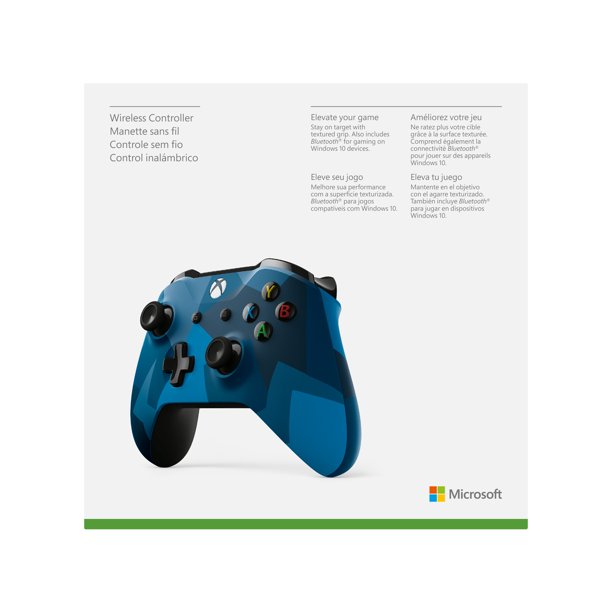 Wireless Controller
Manette sans fil
Controle sem fio
Control inalámbrico
Elevate your game
Stay on target with
textured grip. Also includes
Bluetooth® for gaming on
Windows 10 devices.
Améliorez votre jeu
Ne ratez plus votre cible
grâce à la surface texturée.
Comprend également la
connectivité Bluetooth®
pour jouer sur des appareils
Windows 10.
Eleve seu jogo
Melhore sua performance
com a superfície texturizada.
Bluetooth® para jogos
compatíveis com Windows 10.
Eleva tu juego
Mantente en el objetivo
con el agarre texturizado.
También incluye Bluetooth®
para jugar en dispositivos
Windows 10.
Y
X
B
A
Microsoft